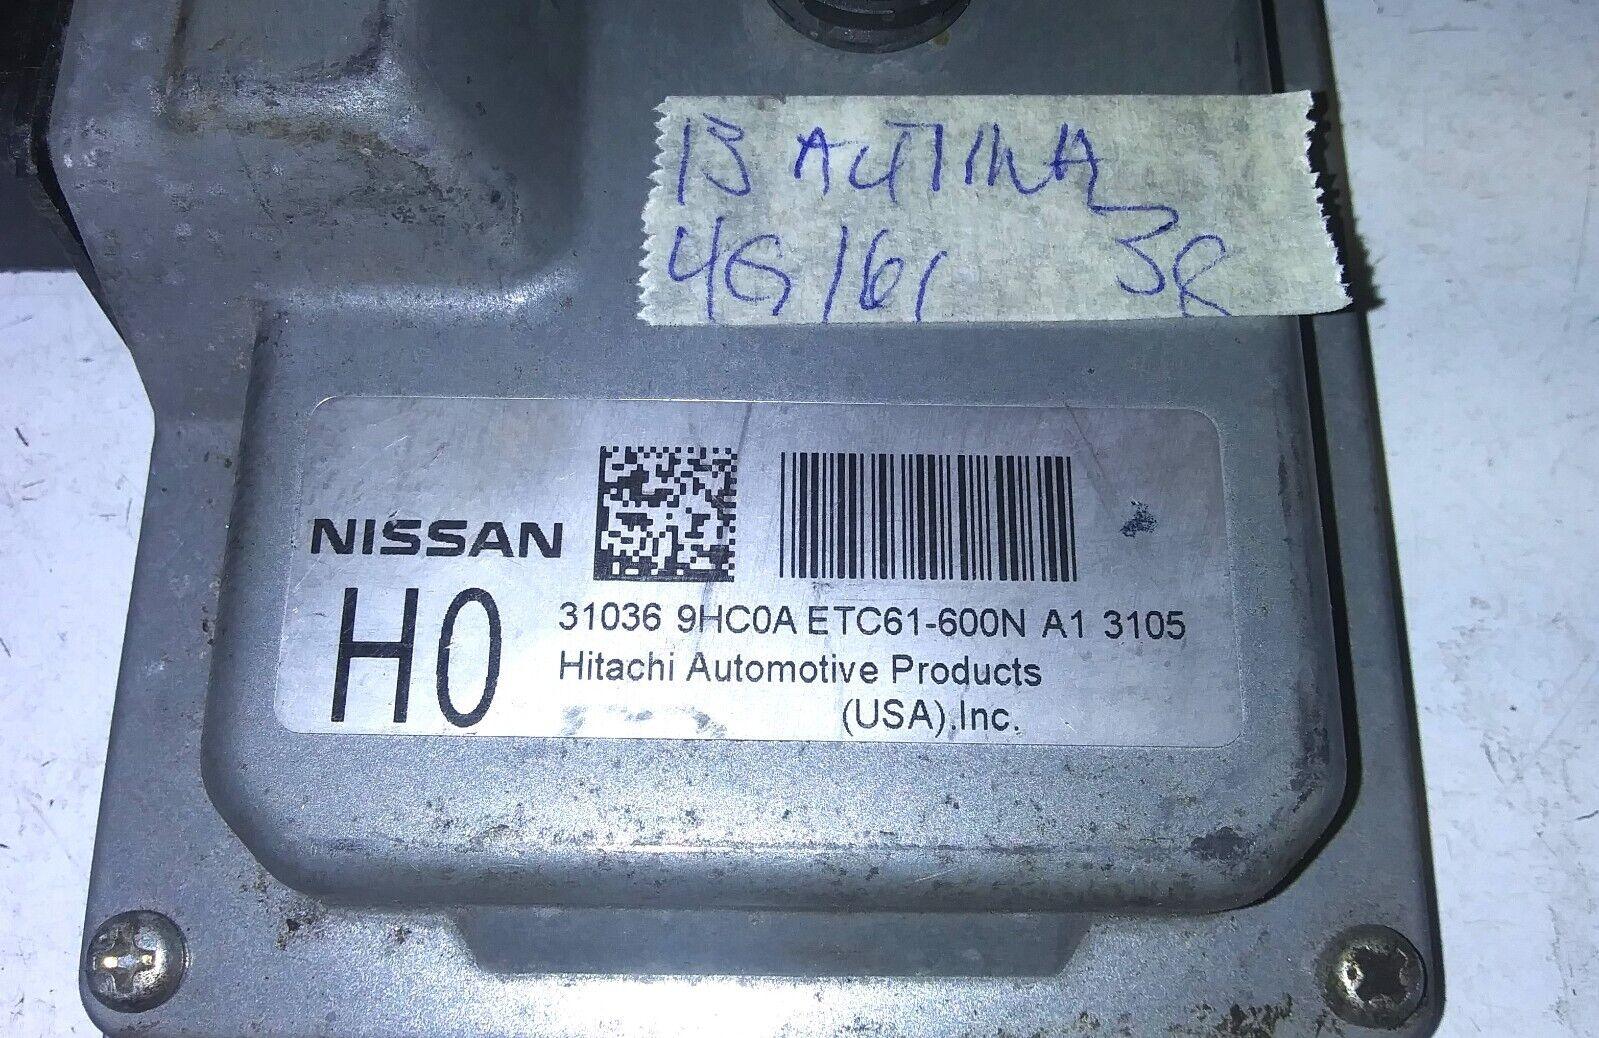 13 ALTIMA
4G161 3R
NISSAN
H0
31036 9HC0A ETC61-600N A1 3105
Hitachi Automotive Products
(USA),Inc.